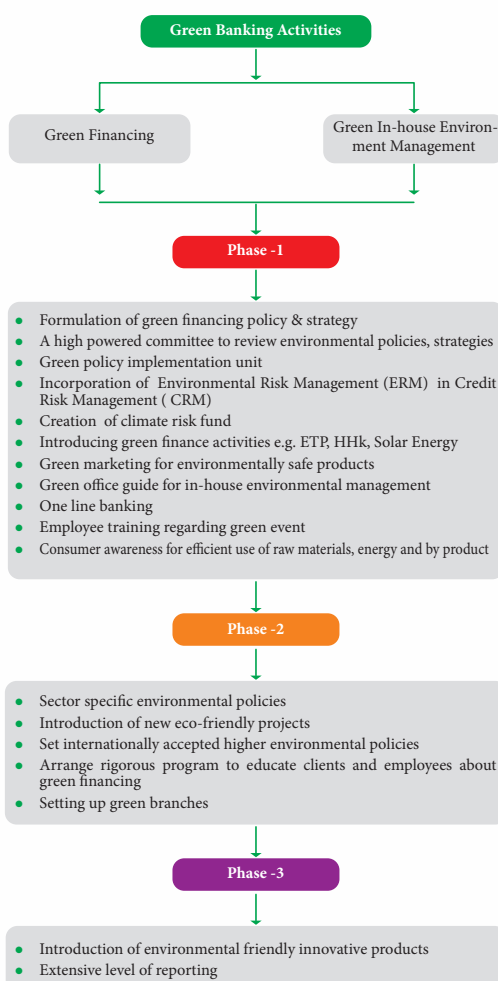 Green Banking Activities
Green Financing
Green In-house Environ-
ment Management
Phase -1
Formulation of green financing policy & strategy
A high powered committee to review environmental policies, strategies
Green policy implementation unit
Incorporation of Environmental Risk Management (ERM) in Credit
Risk Management ( CRM)
Creation of climate risk fund
Introducing green finance activities e.g. ETP, HHk, Solar Energy
Green marketing for environmentally safe products
Green office guide for in-house environmental management
One line banking
Employee training regarding green event
Consumer awareness for efficient use of raw materials, energy and by product
Phase -2
Sector specific environmental policies
Introduction of new eco-friendly projects
Set internationally accepted higher environmental policies
Arrange rigorous program to educate clients and employees about
green financing
Setting up green branches
Phase -3
Introduction of environmental friendly innovative products
Extensive level of reporting